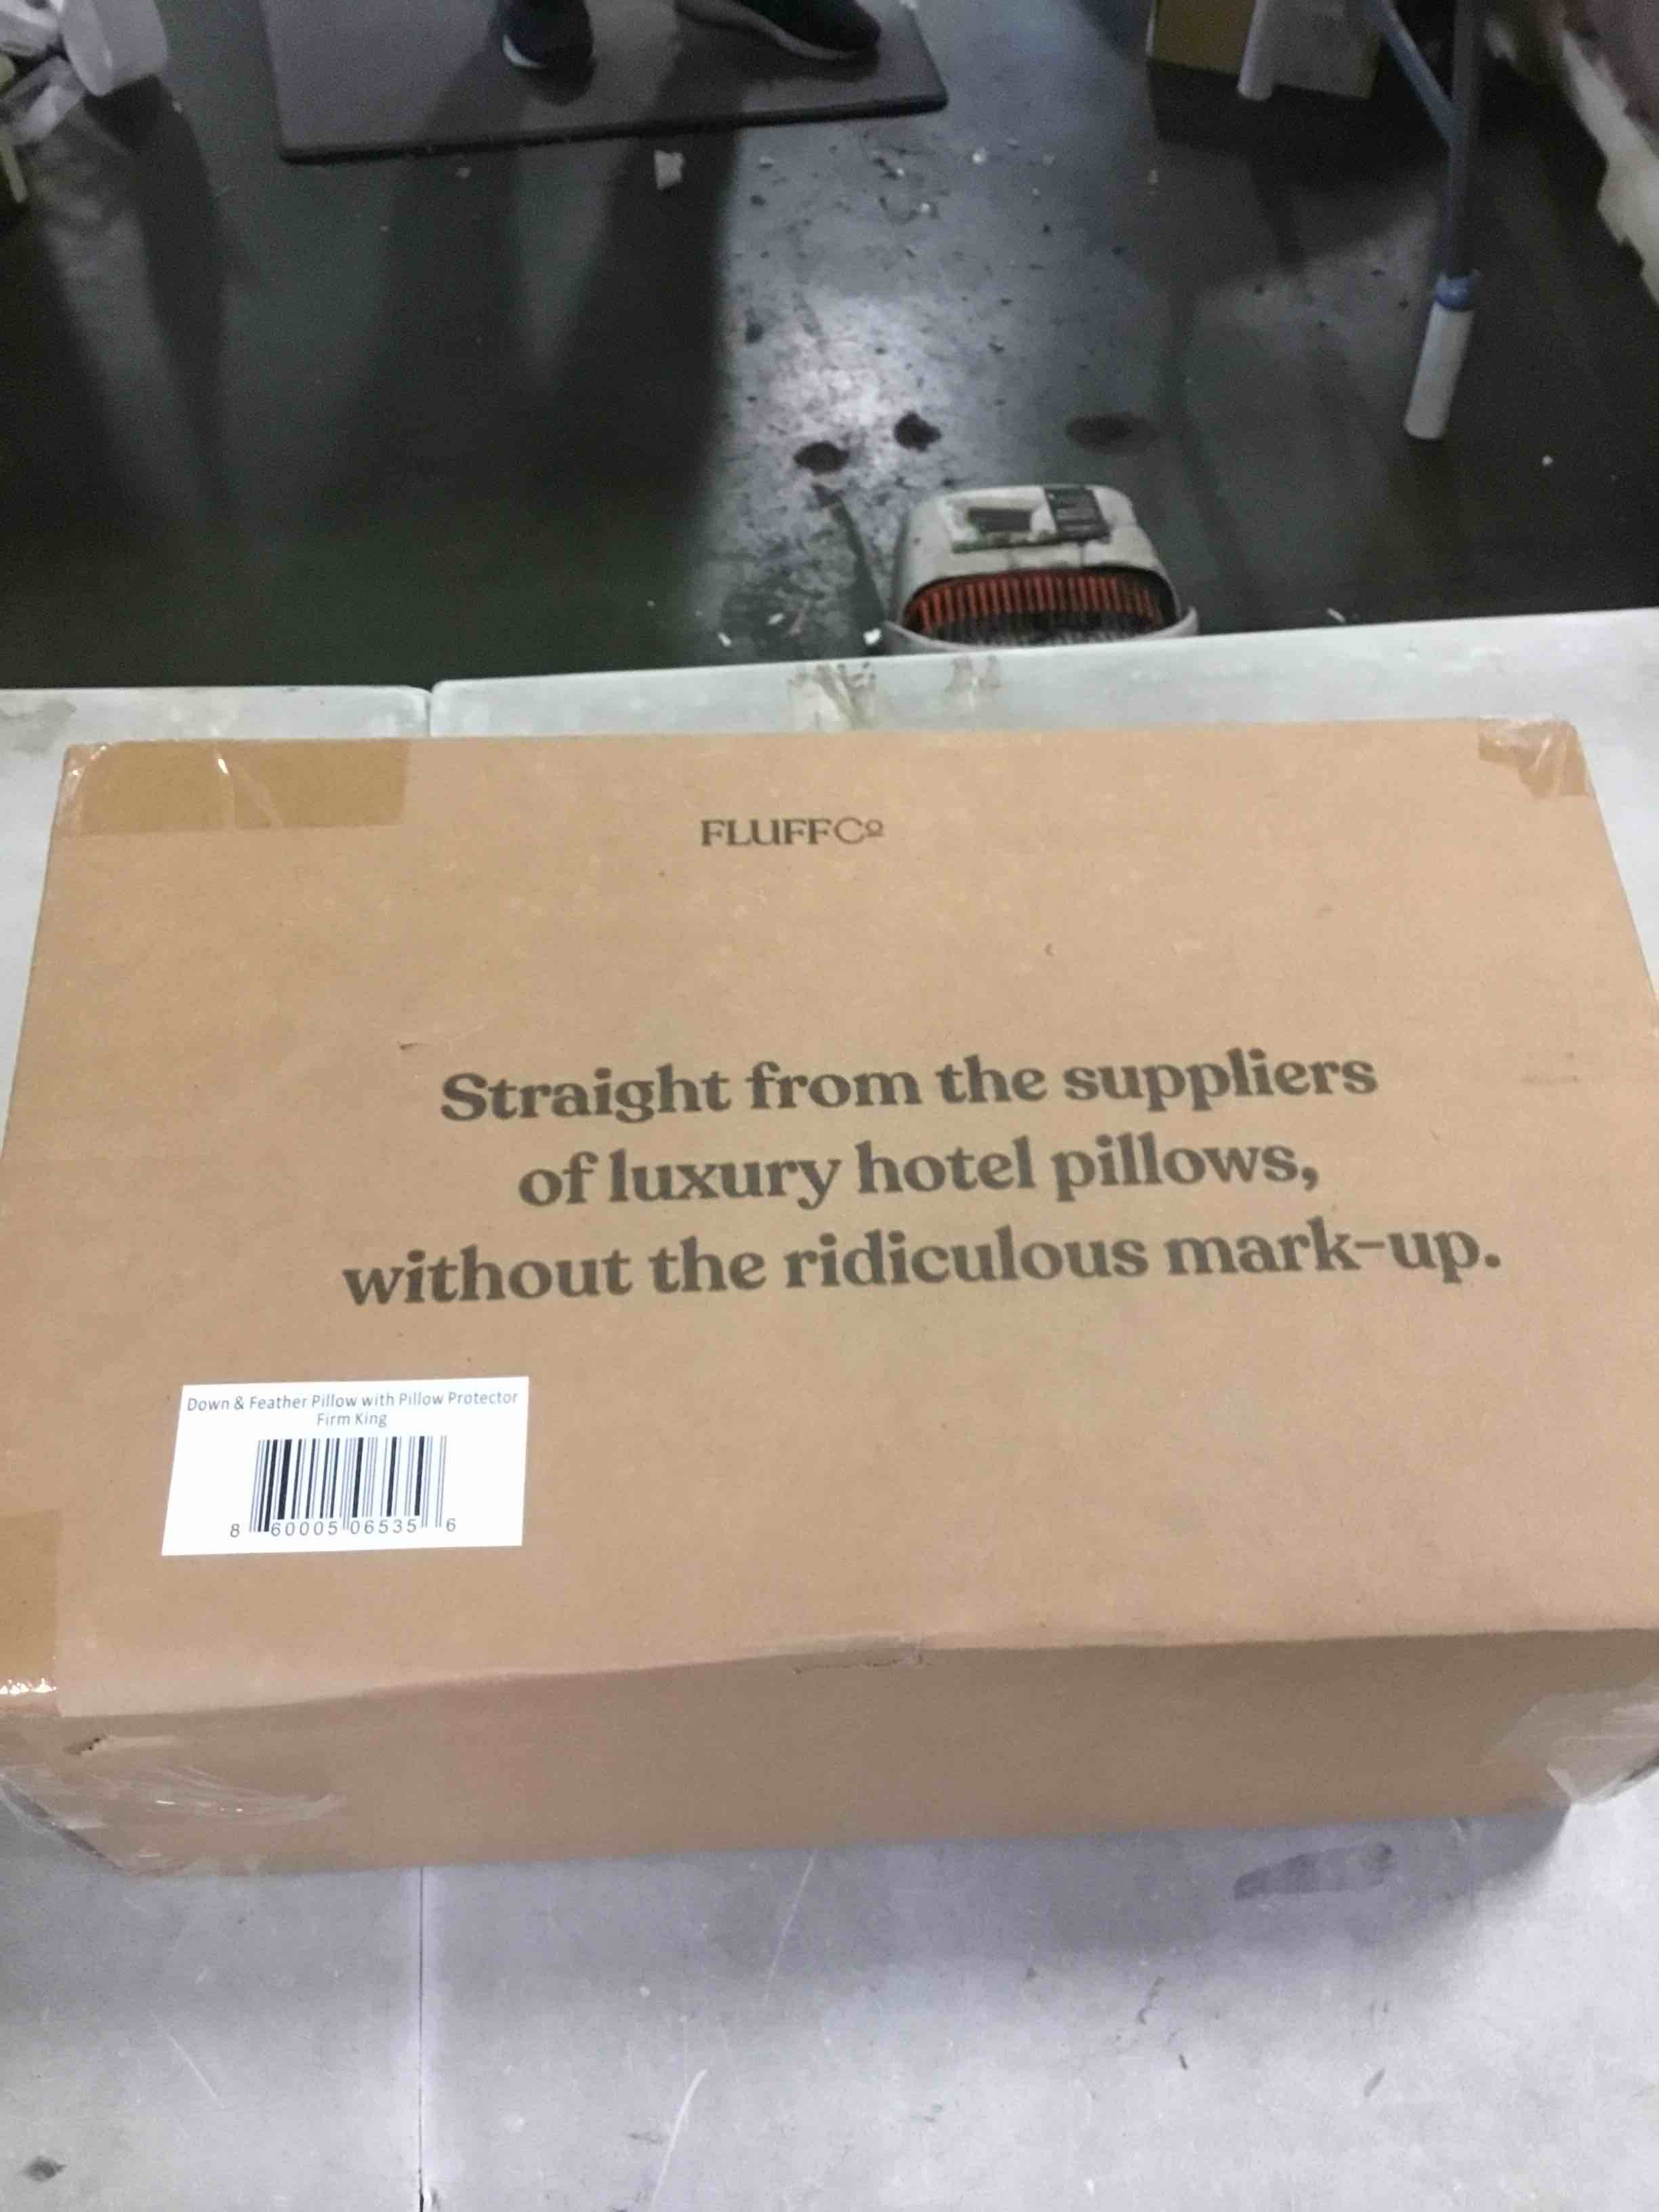 FLUFFCo
Straight from the suppliers
of luxury hotel pillows,
without the ridiculous mark-up.
Down & Feather Pillow with Pillow Protector
Firm King
8 60005 06535 6